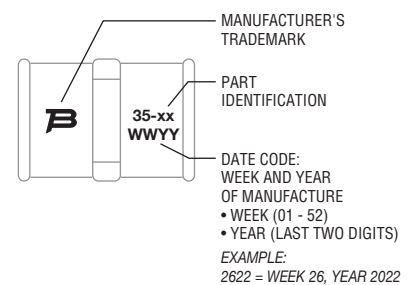 MANUFACTURER'S
TRADEMARK
PART
IDENTIFICATION
35-xx
WWYY
DATE CODE:
WEEK AND YEAR
OF MANUFACTURE
• WEEK (01 - 52)
• YEAR (LAST TWO DIGITS)
EXAMPLE:
2622 = WEEK 26, YEAR 2022